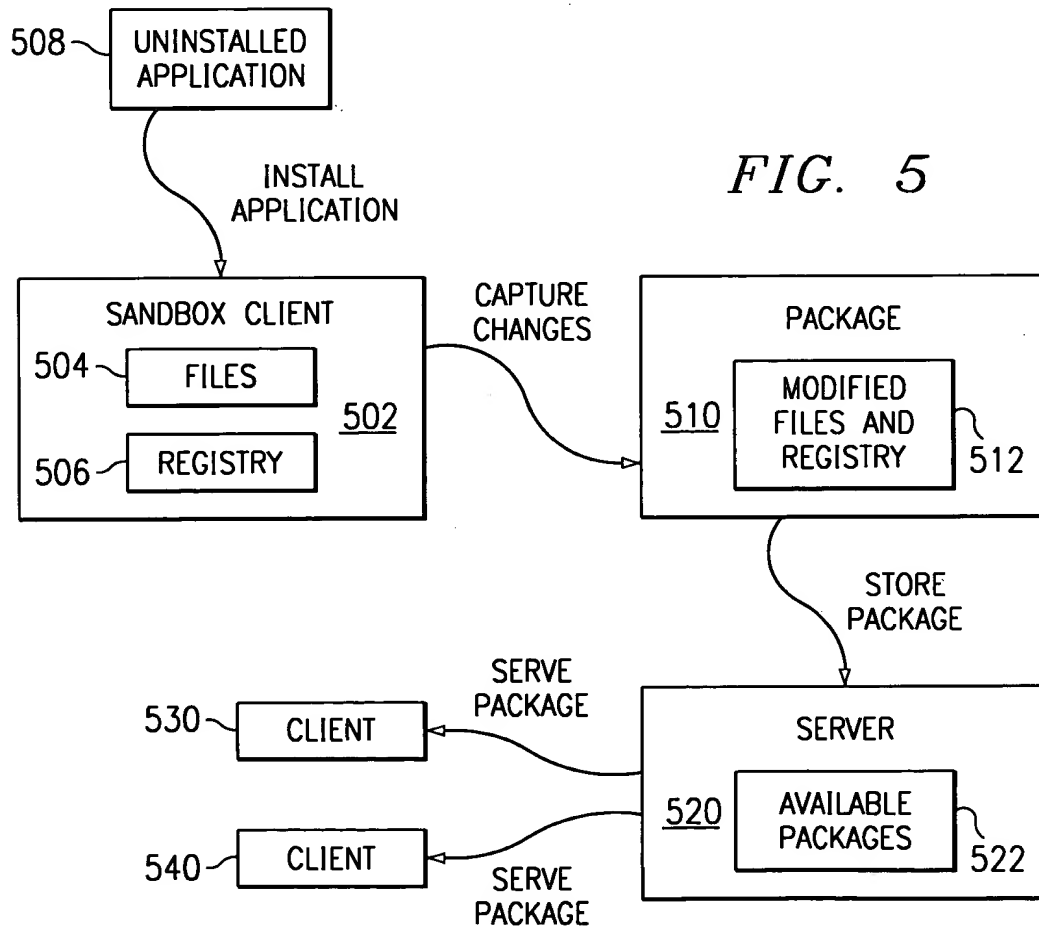 508
UNINSTALLED
APPLICATION
INSTALL
APPLICATION
FIG. 5
SANDBOX CLIENT
504
FILES
502
506
REGISTRY
CAPTURE
CHANGES
PACKAGE
510
MODIFIED
FILES AND
REGISTRY
512
STORE
PACKAGE
SERVE
PACKAGE
530
CLIENT
540
CLIENT
SERVE
PACKAGE
SERVER
520
AVAILABLE
PACKAGES
522